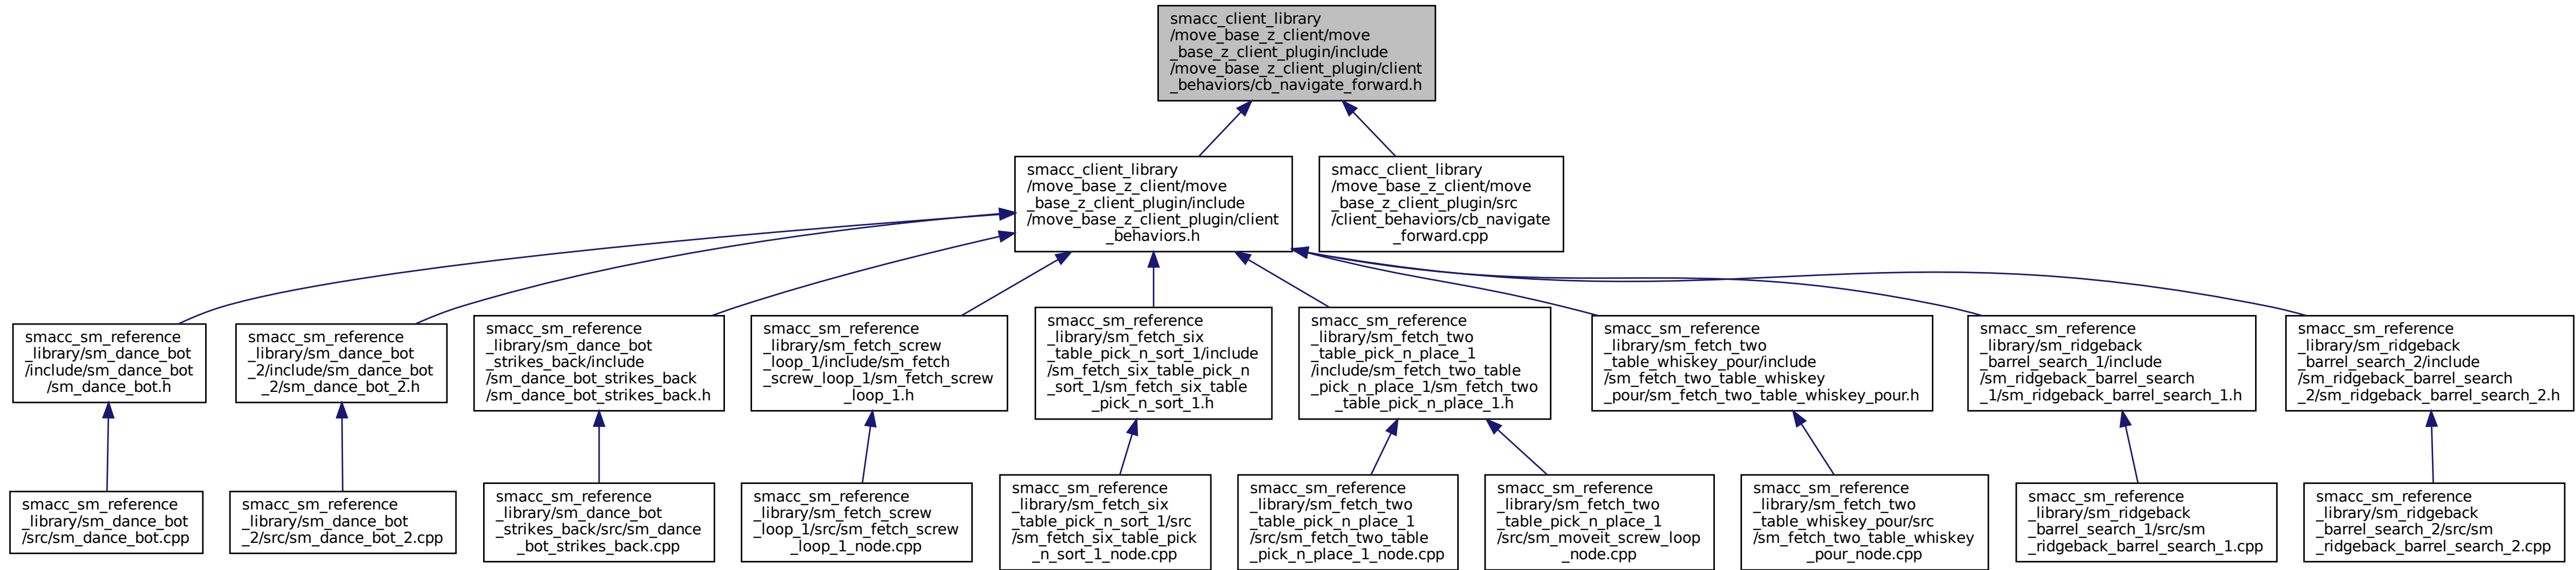 smacc_client_library
/move_base_z_client/move
_base_z_client_plugin/include
/move_base_z_client_plugin/client
_behaviors/cb_navigate_forward.h
smacc_client_library
/move_base_z_client/move
_base_z_client_plugin/include
/move_base_z_client_plugin/client
_behaviors.h
smacc_client_library
/move_base_z_client/move
_base_z_client_plugin/src
/client_behaviors/cb_navigate
_forward.cpp
smacc_sm_reference
_library/sm_dance_bot
/include/sm_dance_bot
/sm_dance_bot.h
smacc_sm_reference
_library/sm_dance_bot
_2/include/sm_dance_bot
_2/sm_dance_bot_2.h
smacc_sm_reference
_library/sm_dance_bot
_strikes_back/include
/sm_dance_bot_strikes_back
/sm_dance_bot_strikes_back.h
smacc_sm_reference
_library/sm_fetch_screw
_loop_1/include/sm_fetch
_screw_loop_1/sm_fetch_screw
_loop_1.h
smacc_sm_reference
_library/sm_fetch_six
_table_pick_n_sort_1/include
/sm_fetch_six_table_pick_n
_sort_1/sm_fetch_six_table
_pick_n_sort_1.h
smacc_sm_reference
_library/sm_fetch_two
_table_pick_n_place_1
/include/sm_fetch_two_table
_pick_n_place_1/sm_fetch_two
_table_pick_n_place_1.h
smacc_sm_reference
_library/sm_fetch_two
_table_whiskey_pour/include
/sm_fetch_two_table_whiskey
_pour/sm_fetch_two_table_whiskey_pour.h
smacc_sm_reference
_library/sm_ridgeback
_barrel_search_1/include
/sm_ridgeback_barrel_search
_1/sm_ridgeback_barrel_search_1.h
smacc_sm_reference
_library/sm_ridgeback
_barrel_search_2/include
/sm_ridgeback_barrel_search
_2/sm_ridgeback_barrel_search_2.h
smacc_sm_reference
_library/sm_dance_bot
/src/sm_dance_bot.cpp
smacc_sm_reference
_library/sm_dance_bot
_2/src/sm_dance_bot_2.cpp
smacc_sm_reference
_library/sm_dance_bot
_strikes_back/src/sm_dance
_bot_strikes_back.cpp
smacc_sm_reference
_library/sm_fetch_screw
_loop_1/src/sm_fetch_screw
_loop_1_node.cpp
smacc_sm_reference
_library/sm_fetch_six
_table_pick_n_sort_1/src
/sm_fetch_six_table_pick
_n_sort_1_node.cpp
smacc_sm_reference
_library/sm_fetch_two
_table_pick_n_place_1
/src/sm_fetch_two_table
_pick_n_place_1_node.cpp
smacc_sm_reference
_library/sm_fetch_two
_table_pick_n_place_1
/src/sm_moveit_screw_loop
_node.cpp
smacc_sm_reference
_library/sm_fetch_two
_table_whiskey_pour/src
/sm_fetch_two_table_whiskey
_pour_node.cpp
smacc_sm_reference
_library/sm_ridgeback
_barrel_search_1/src/sm
_ridgeback_barrel_search_1.cpp
smacc_sm_reference
_library/sm_ridgeback
_barrel_search_2/src/sm
_ridgeback_barrel_search_2.cpp